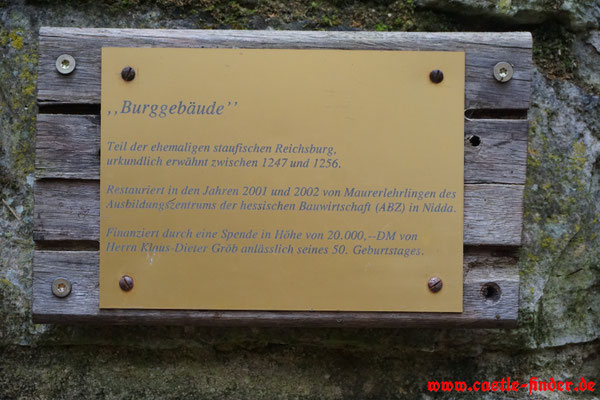 ,,Burggebäude’’
Teil der ehemaligen staufischen Reichsburg,
urkundlich erwähnt zwischen 1247 und 1256.
Restauriert in den Jahren 2001 und 2002 von Maurerlehrlingen des
AusbildungsZentrums der hessischen Bauwirtschaft (ABZ) in Nidda.
Finanziert durch eine Spende in Höhe von 20.000,--DM von
Herrn Klaus-Dieter Gröb anlässlich seines 50. Geburtstages.
www.castle-finder.de